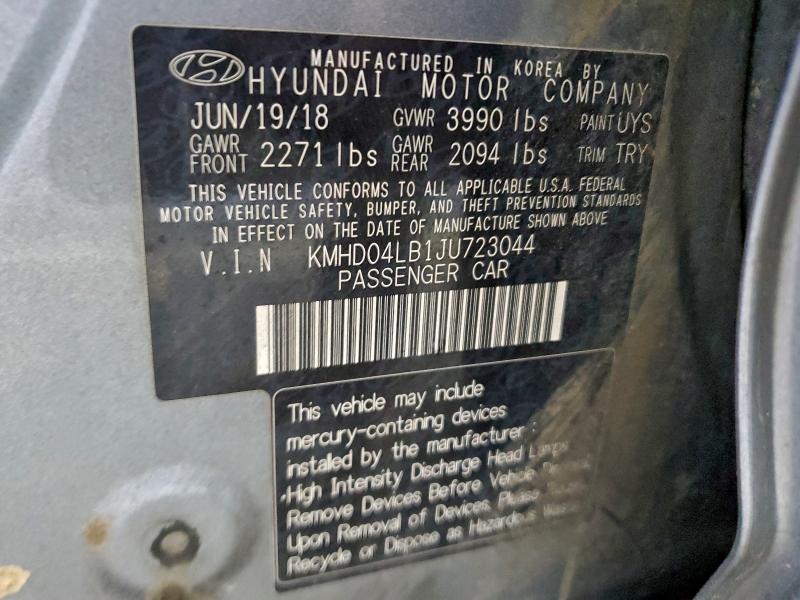 MANUFACTURED IN KOREA BY
HYUNDAI MOTOR COMPANY
JUN/19/18 GVWR 3990 lbs PAINT UYS
GAWR FRONT 2271 lbs GAWR REAR 2094 lbs TRIM TRY
THIS VEHICLE CONFORMS TO ALL APPLICABLE U.S.A. FEDERAL
MOTOR VEHICLE SAFETY, BUMPER, AND THEFT PREVENTION STANDARDS
IN EFFECT ON THE DATE OF MANUFACTURE SHOWN ABOVE
V.I.N KMHD04LB1JU723044
PASSENGER CAR
This vehicle may include
mercury-containing devices
installed by the manufacturer :
•High Intensity Discharge Head Lamps
Remove Devices Before Vehicle
Upon Removal of Devices, Please
Recycle or Dispose as Hazardous